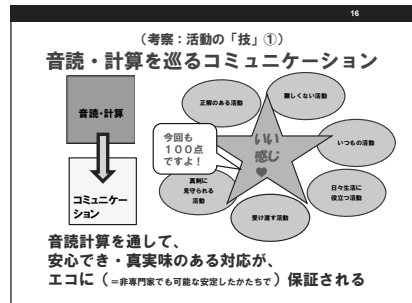 16
(考察:活動の「技」①)
音読・計算を巡るコミュニケーション
音読・計算
コミュニケー
ション
今回も
100点
ですよ!
いい
感じ
♥
正解のある活動
難しくない活動
いつもの活動
日々生活に
役立つ活動
受け渡す活動
真剣に
見守られる
活動
音読計算を通して、
安心でき・真実味のある対応が、
エコに(=非専門家でも可能な安定したかたちで)保証される